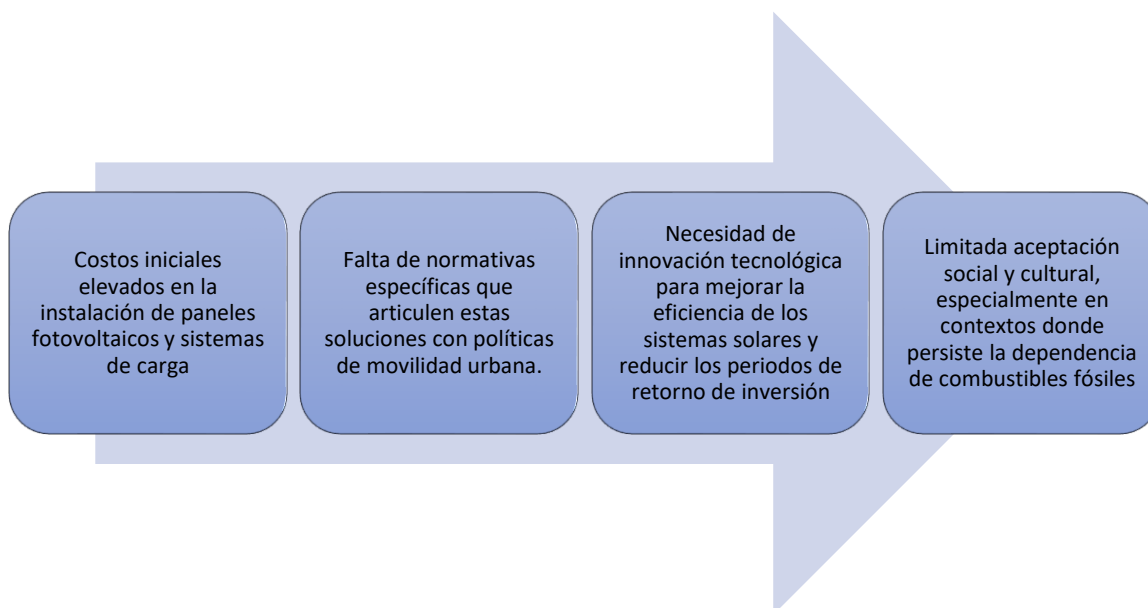 Costos iniciales
elevados en la
instalación de paneles
fotovoltaicos y sistemas
de carga
Falta de normativas
específicas que
articulen estas
soluciones con políticas
de movilidad urbana.
Necesidad de
innovación tecnológica
para mejorar la
eficiencia de los
sistemas solares y
reducir los periodos de
retorno de inversión
Limitada aceptación
social y cultural,
especialmente en
contextos donde
persiste la dependencia
de combustibles fósiles